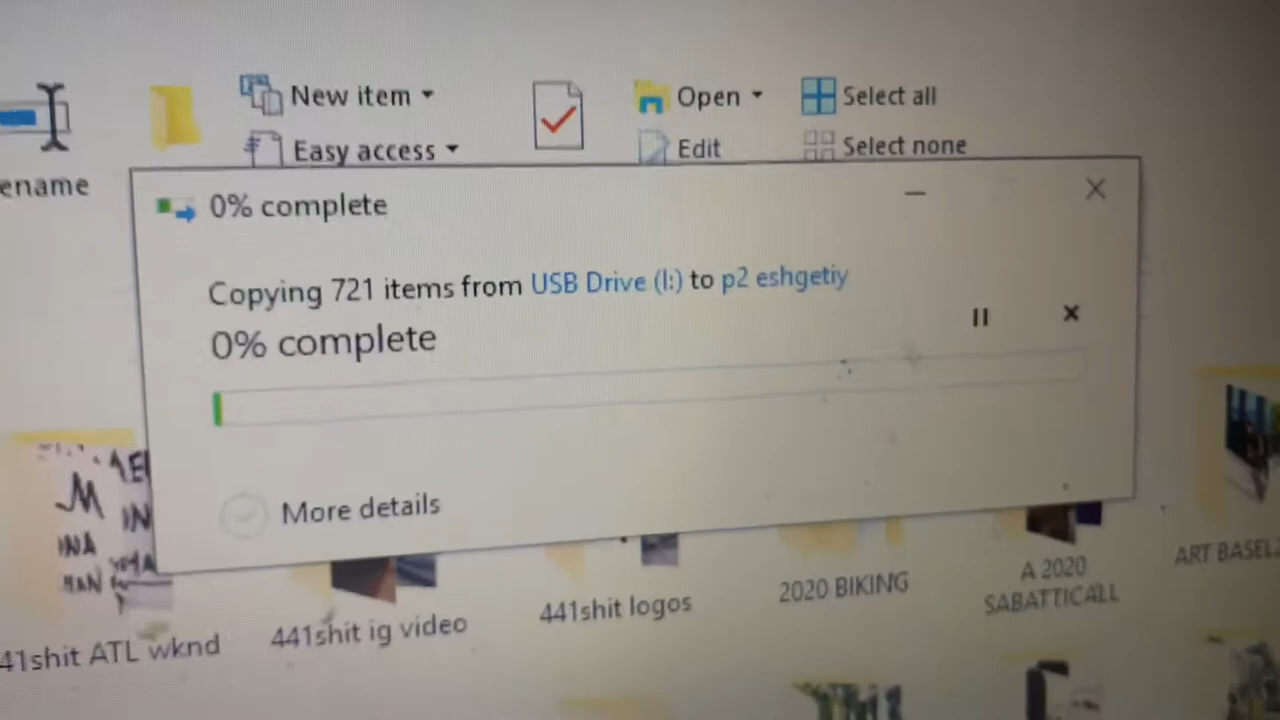 New item
Open
Select all
Easy access
Edit
Select none
ename
0% complete
Copying 721 items from USB Drive (I:) to p2 eshgetiy
0% complete
More details
INA
41shit ATL wknd
441shit ig video
441shit logos
2020 BIKING
A 2020
SABATTICALL
ART BASEL